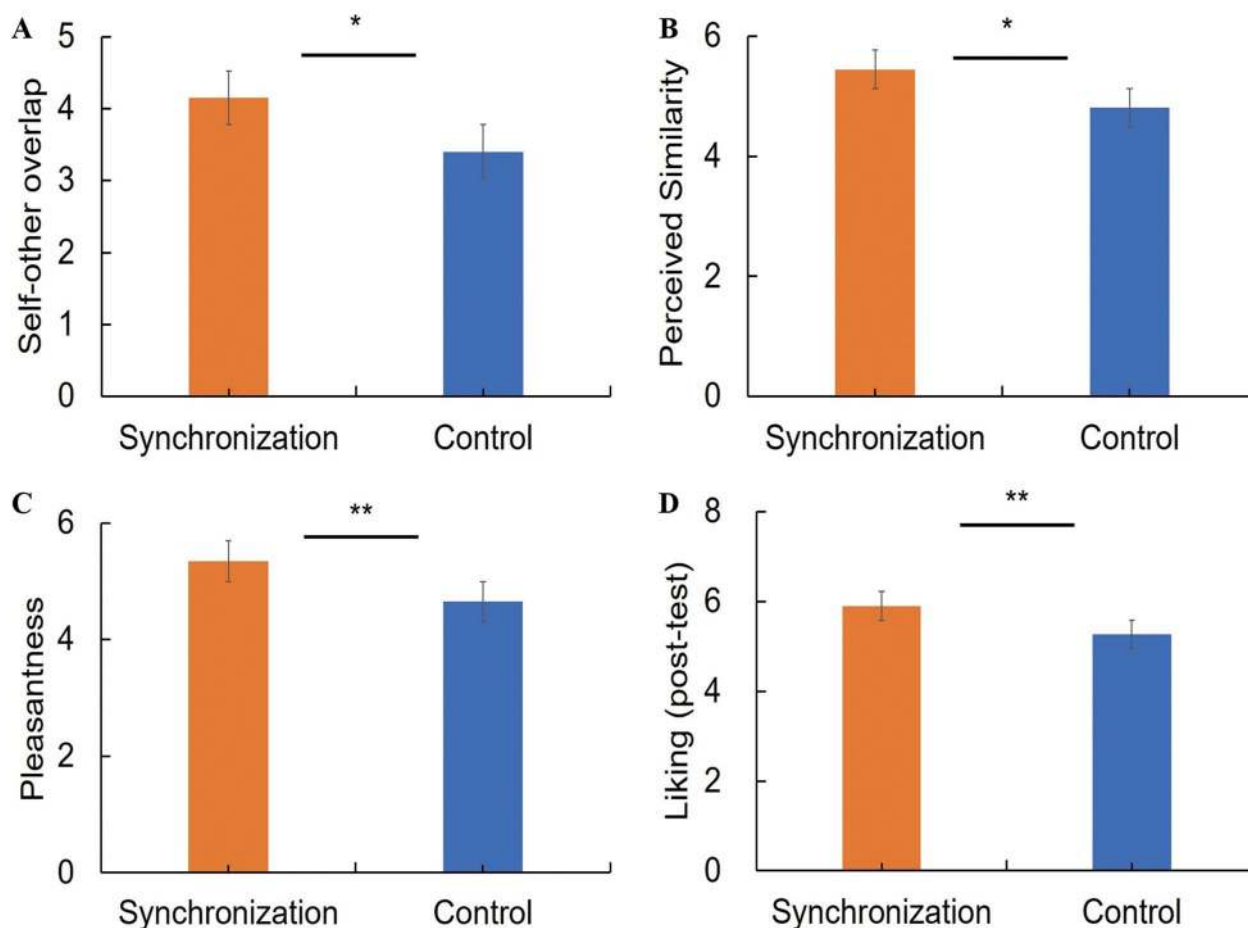 A
*
Self-other overlap
5
4
3
2
1
0
Synchronization Control
B
*
Perceived Similarity
6
4
2
0
Synchronization Control
C
**
Pleasantness
6
4
2
0
Synchronization Control
D
**
Liking (post-test)
8
6
4
2
0
Synchronization Control